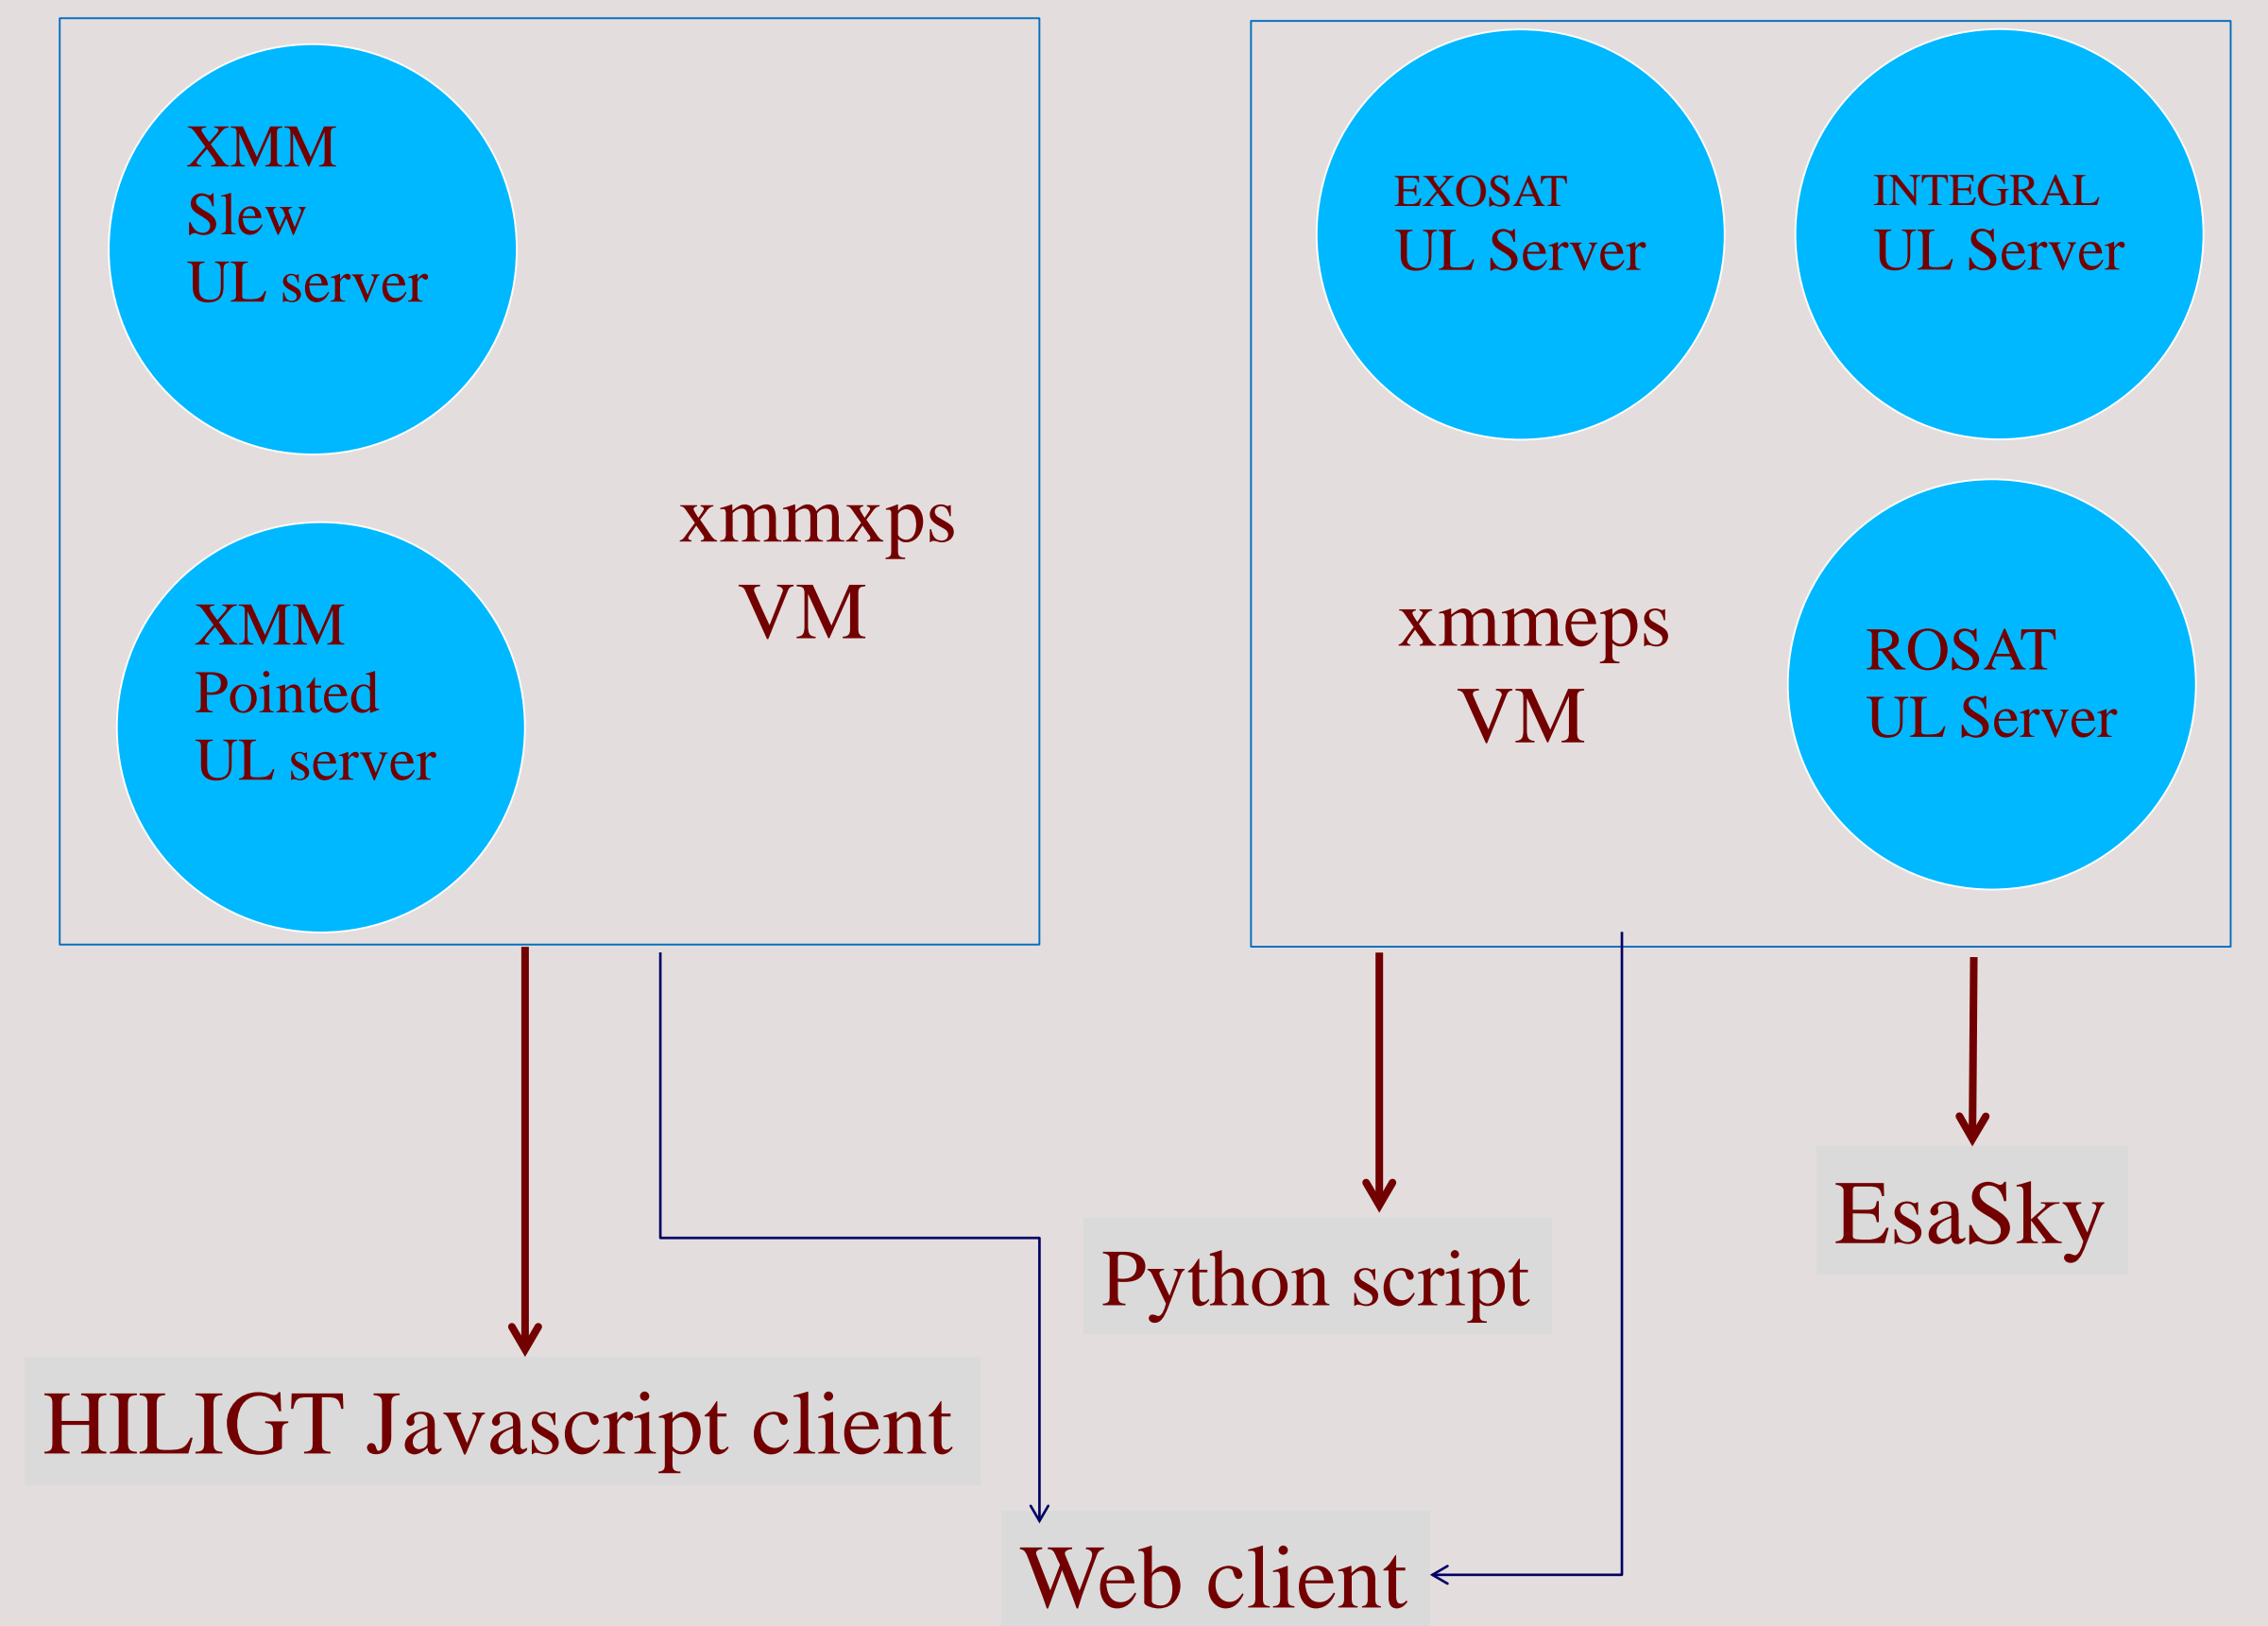 XMM
Slew
UL server
XMM
Pointed
UL server
xmmxps
VM
EXOSAT
UL Server
INTEGRAL
UL Server
xmmeps
VM
ROSAT
UL Server
HILIGT Javascript client
Python script
EsaSky
Web client